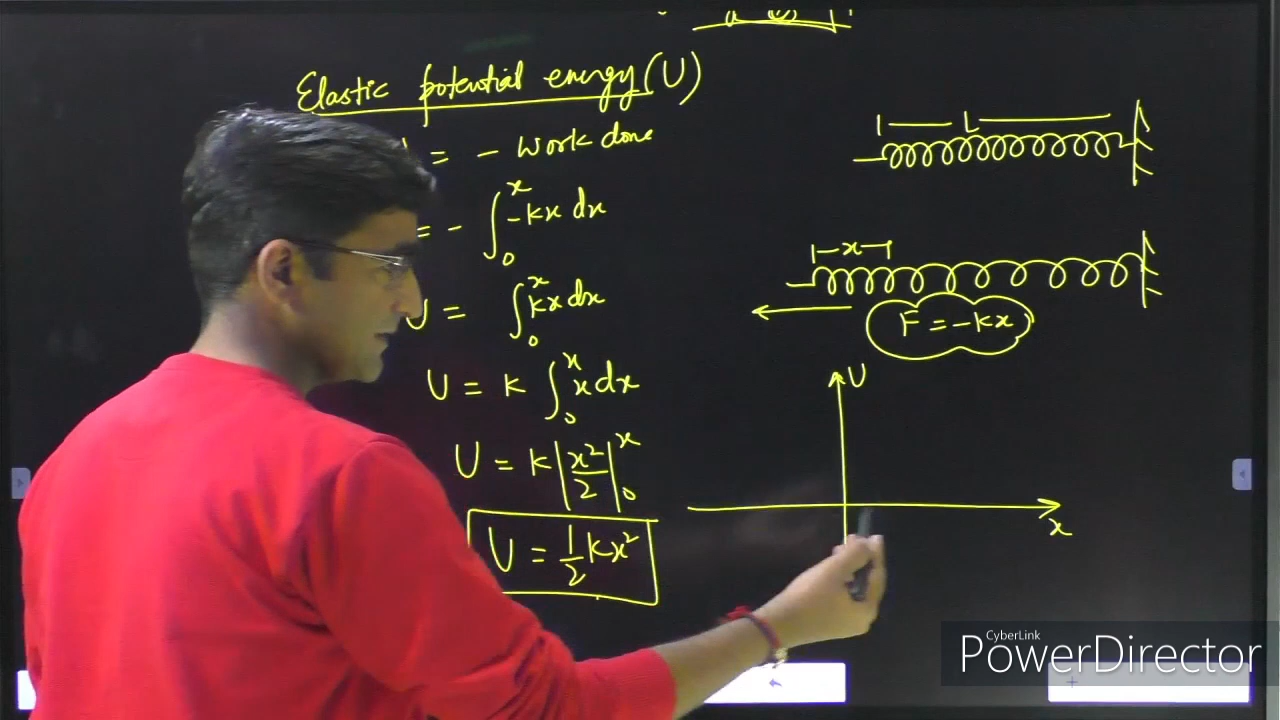 Elastic potential energy (U)
= - Work done
= - ∫₀ˣ -kx dx
U = ∫₀ˣ kx dx
U = k ∫₀ˣ x dx
U = k |x²/2|₀ˣ
U = 1/2 kx²
L
x
F = -kx
U
x
CyberLink
PowerDirector